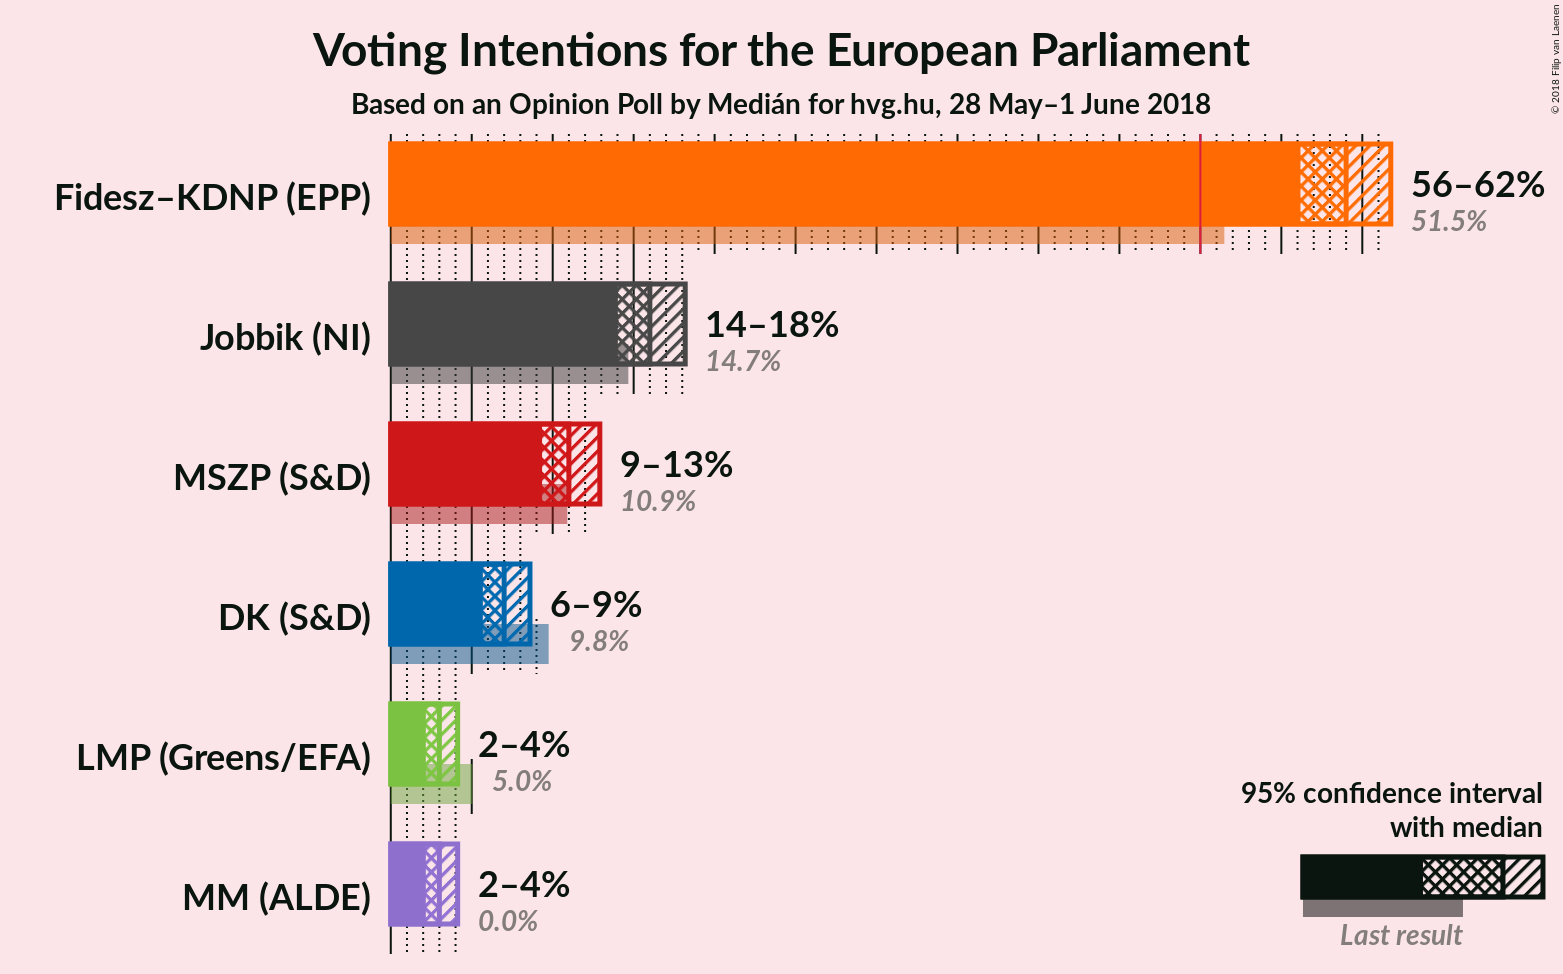 Voting Intentions for the European Parliament
Based on an Opinion Poll by Medián for hvg.hu, 28 May–1 June 2018
© 2018 Filip van Laenen
Fidesz–KDNP (EPP)
56–62%
51.5%
Jobbik (NI)
14–18%
14.7%
MSZP (S&D)
9–13%
10.9%
DK (S&D)
6–9%
9.8%
LMP (Greens/EFA)
2–4%
5.0%
MM (ALDE)
2–4%
0.0%
95% confidence interval
with median
Last result